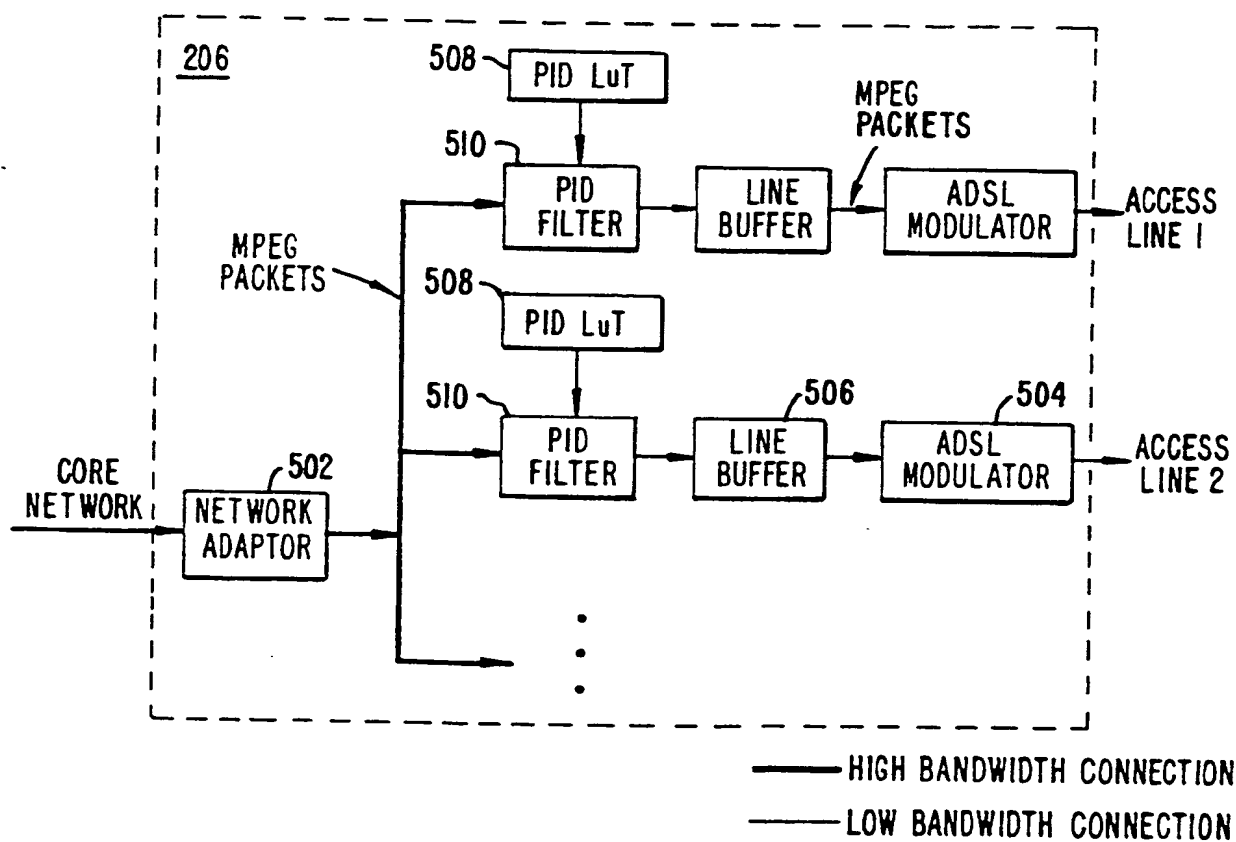 206
508
PID LuT
MPEG
PACKETS
510
PID
FILTER
LINE
BUFFER
ADSL
MODULATOR
ACCESS
LINE 1
MPEG
PACKETS
508
PID LuT
510
PID
FILTER
506
LINE
BUFFER
504
ADSL
MODULATOR
ACCESS
LINE 2
CORE
NETWORK
502
NETWORK
ADAPTOR
HIGH BANDWIDTH CONNECTION
LOW BANDWIDTH CONNECTION